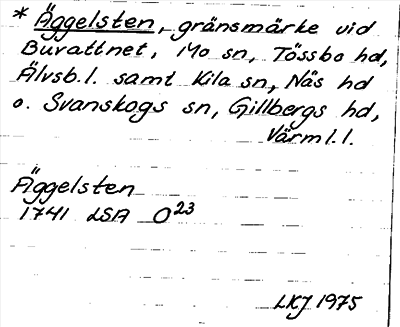 * Äggelsten, gränsmärke vid
Buvattnet, Mo sn, Tössbo hd,
Älvsb.l. samt Kila sn, Näs hd
o. Svanskogs sn, Gillbergs hd,
Värml.l.
Äggelsten
1741 LSA O23
LKJ 1975